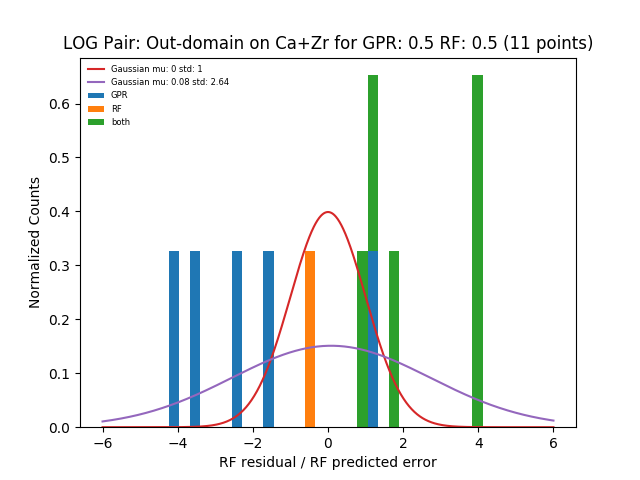 LOG Pair: Out-domain on Ca+Zr for GPR: 0.5 RF: 0.5 (11 points)
Gaussian mu: 0 std: 1
Gaussian mu: 0.08 std: 2.64
GPR
RF
both
Normalized Counts
0.6
0.5
0.4
0.3
0.2
0.1
0.0
−6 −4 −2 0 2 4 6
RF residual / RF predicted error